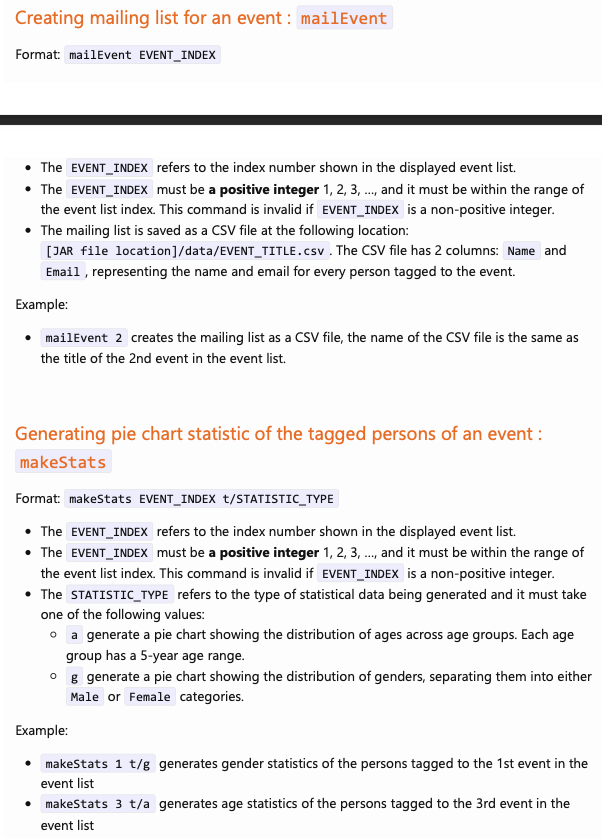 Creating mailing list for an event : mailEvent
Format: mailEvent EVENT_INDEX
• The EVENT_INDEX refers to the index number shown in the displayed event list.
• The EVENT_INDEX must be a positive integer 1, 2, 3, …, and it must be within the range of
the event list index. This command is invalid if EVENT_INDEX is a non-positive integer.
• The mailing list is saved as a CSV file at the following location:
[JAR file location]/data/EVENT_TITLE.csv . The CSV file has 2 columns: Name and
Email , representing the name and email for every person tagged to the event.
Example:
• mailEvent 2 creates the mailing list as a CSV file, the name of the CSV file is the same as
the title of the 2nd event in the event list.
Generating pie chart statistic of the tagged persons of an event :
makeStats
Format: makeStats EVENT_INDEX t/STATISTIC_TYPE
• The EVENT_INDEX refers to the index number shown in the displayed event list.
• The EVENT_INDEX must be a positive integer 1, 2, 3, …, and it must be within the range of
the event list index. This command is invalid if EVENT_INDEX is a non-positive integer.
• The STATISTIC_TYPE refers to the type of statistical data being generated and it must take
one of the following values:
◦ a generate a pie chart showing the distribution of ages across age groups. Each age
group has a 5-year age range.
◦ g generate a pie chart showing the distribution of genders, separating them into either
Male or Female categories.
Example:
• makeStats 1 t/g generates gender statistics of the persons tagged to the 1st event in the
event list
• makeStats 3 t/a generates age statistics of the persons tagged to the 3rd event in the
event list